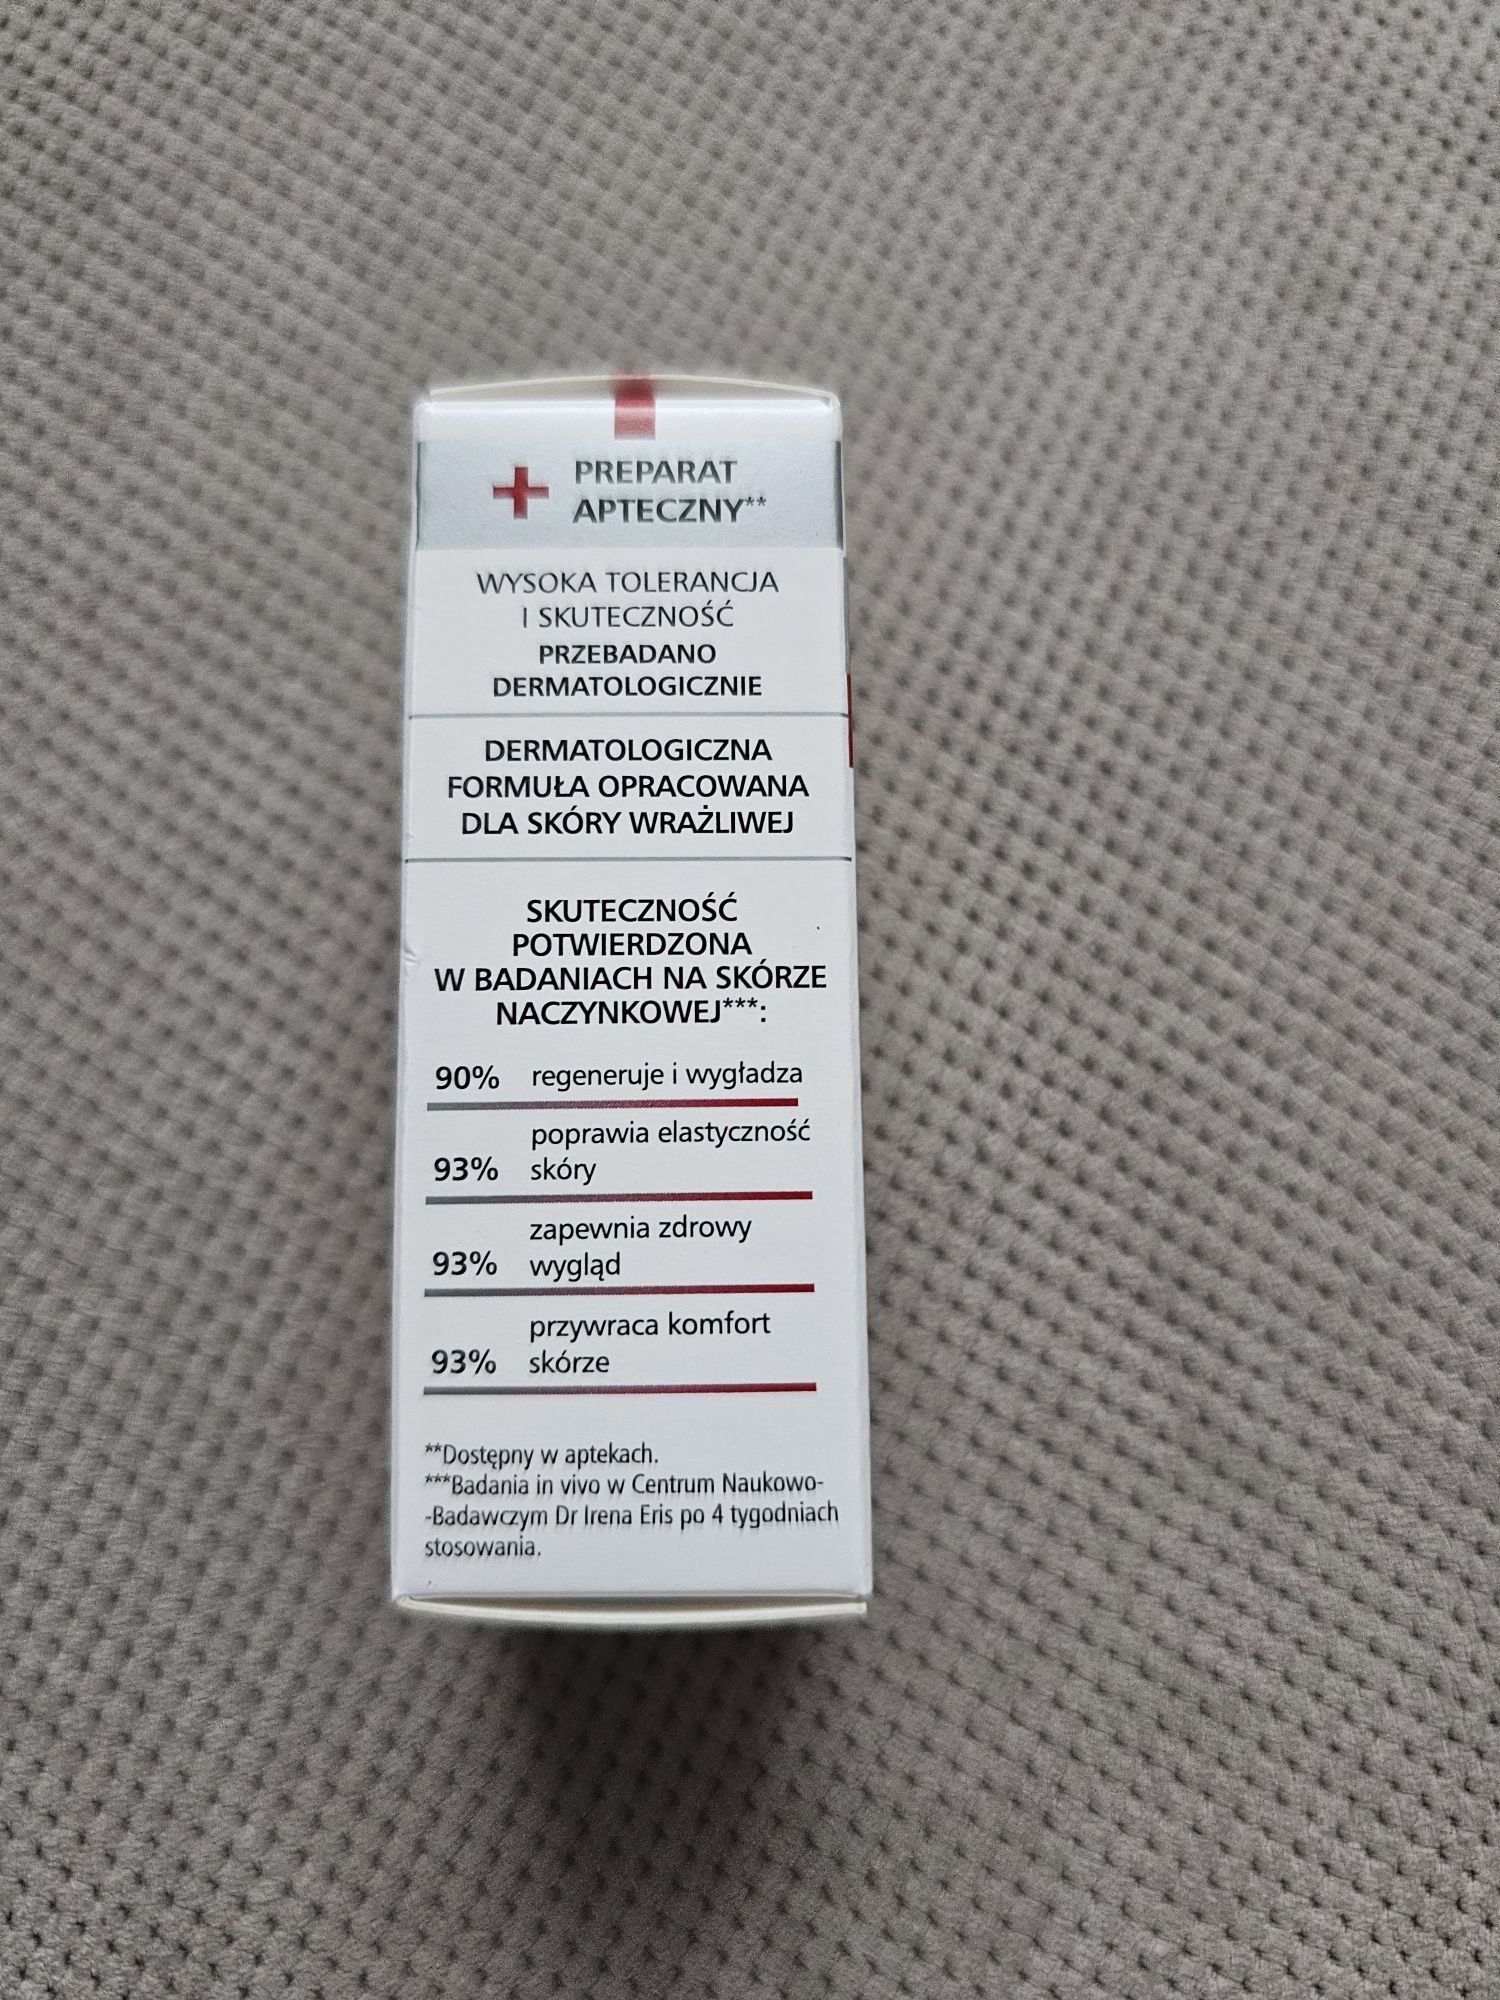 PREPARAT
APTECZNY**
WYSOKA TOLERANCJA
I SKUTECZNOŚĆ
PRZEBADANO
DERMATOLOGICZNIE
DERMATOLOGICZNA
FORMUŁA OPRACOWANA
DLA SKÓRY WRAŻLIWEJ
SKUTECZNOŚĆ
POTWIERDZONA
W BADANIACH NA SKÓRZE
NACZYNKOWEJ***:
90% regeneruje i wygładza
poprawia elastyczność
93% skóry
zapewnia zdrowy
93% wygląd
przywraca komfort
93% skórze
**Dostępny w aptekach.
***Badania in vivo w Centrum Naukowo-
-Badawczym Dr Irena Eris po 4 tygodniach
stosowania.